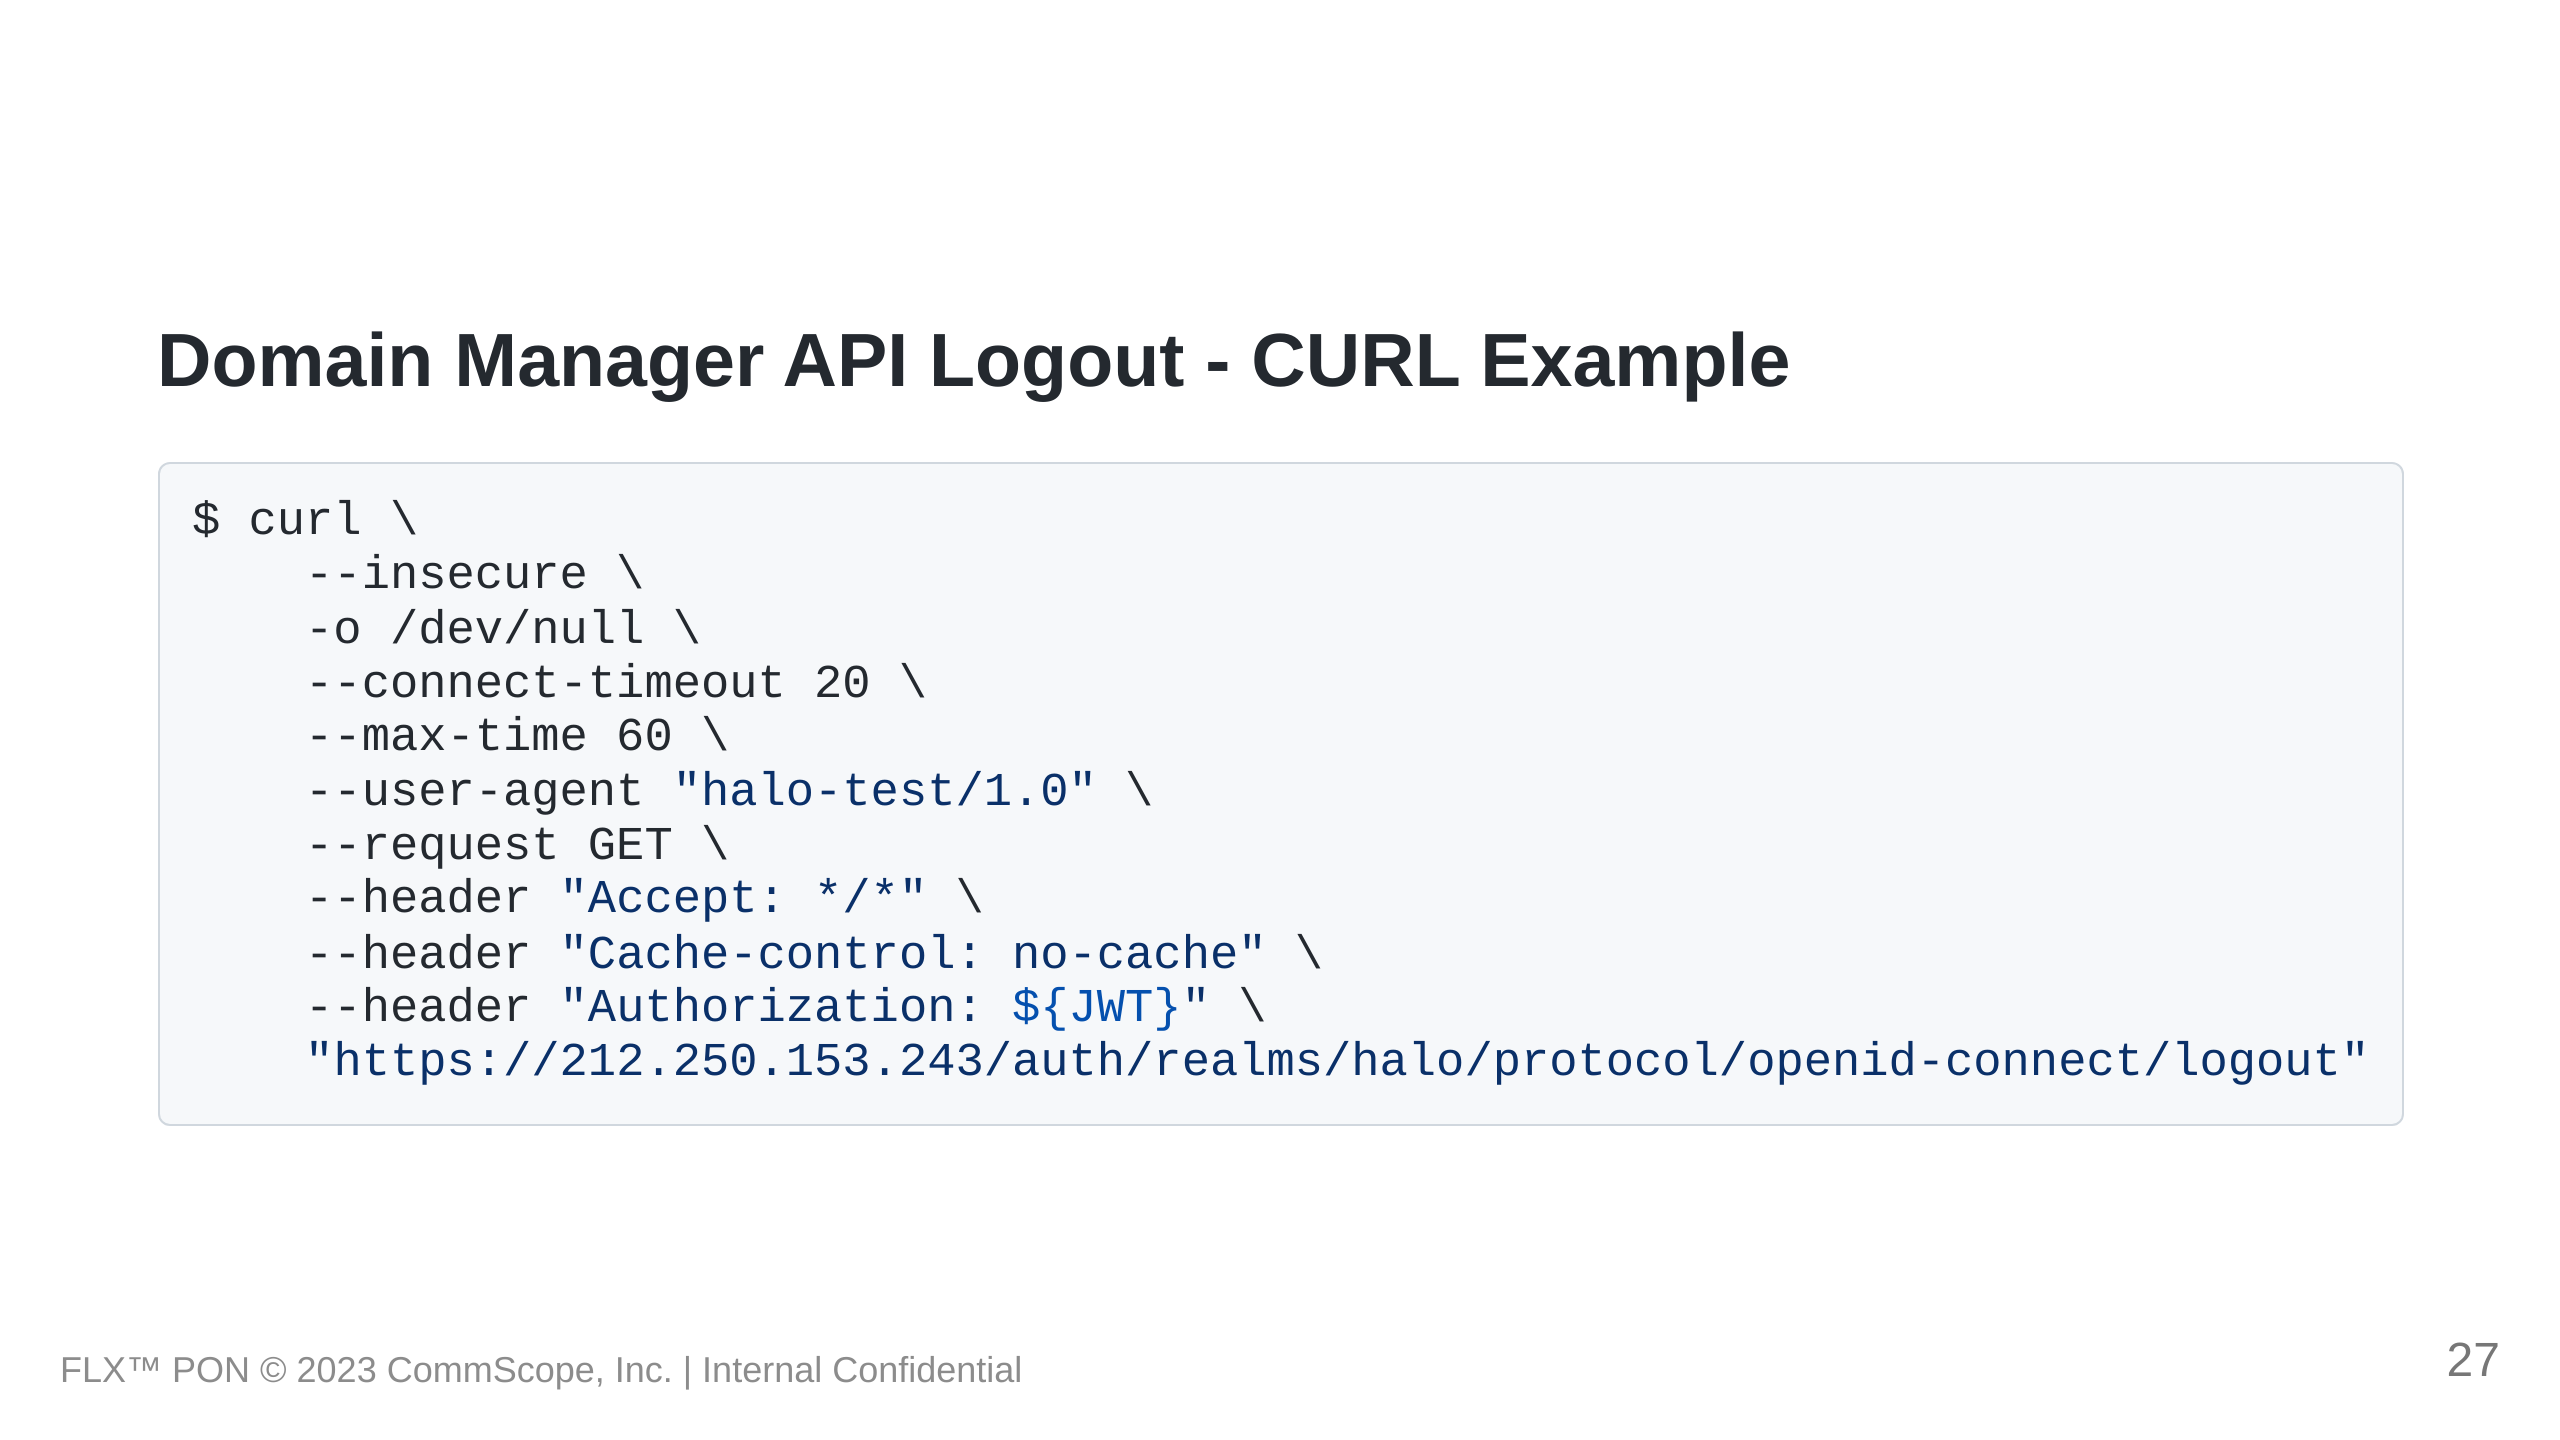 Domain Manager API Logout - CURL Example
$ curl \
    --insecure \
    -o /dev/null \
    --connect-timeout 20 \
    --max-time 60 \
    --user-agent "halo-test/1.0" \
    --request GET \
    --header "Accept: */*" \
    --header "Cache-control: no-cache" \
    --header "Authorization: ${JWT}" \
    "https://212.250.153.243/auth/realms/halo/protocol/openid-connect/logout"
FLX™ PON © 2023 CommScope, Inc. | Internal Confidential
27